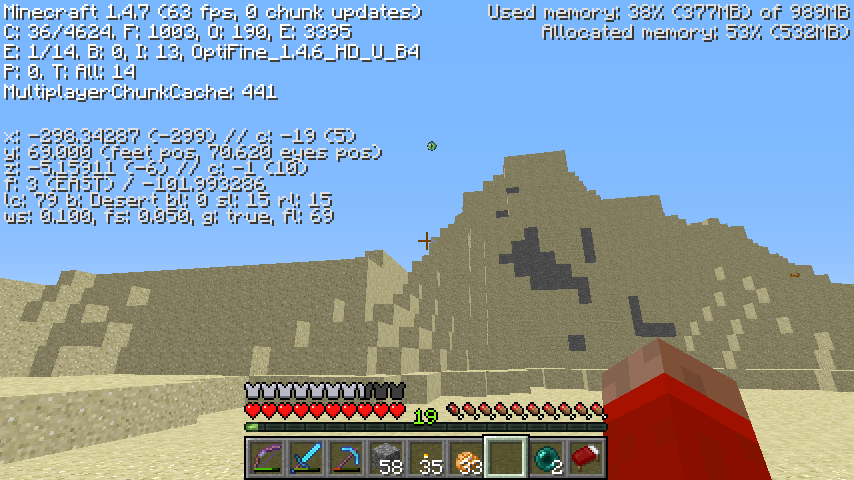 Minecraft 1.4.7 (63 fps, 0 chunk updates)
C: 36/4624, F: 1003, O: 190, E: 3395
E: 1/14, B: 0, I: 13, OptiFine_1.4.6_HD_U_B4
P: 0, T: All: 14
MultiplayerChunkCache: 441
Used memory: 38% (377MB) of 989MB
Allocated memory: 53% (532MB)
x: -298.34287 (-299) // c: -19 (5)
y: 69.000 (feet pos, 70.620 eyes pos)
z: -5.15911 (-6) // c: -1 (10)
f: 3 (EAST) / -101.993286
lc: 79 b: Desert bl: 0 sl: 15 rl: 15
ws: 0.100, fs: 0.050, g: true, fl: 69
19
58 35 33 2